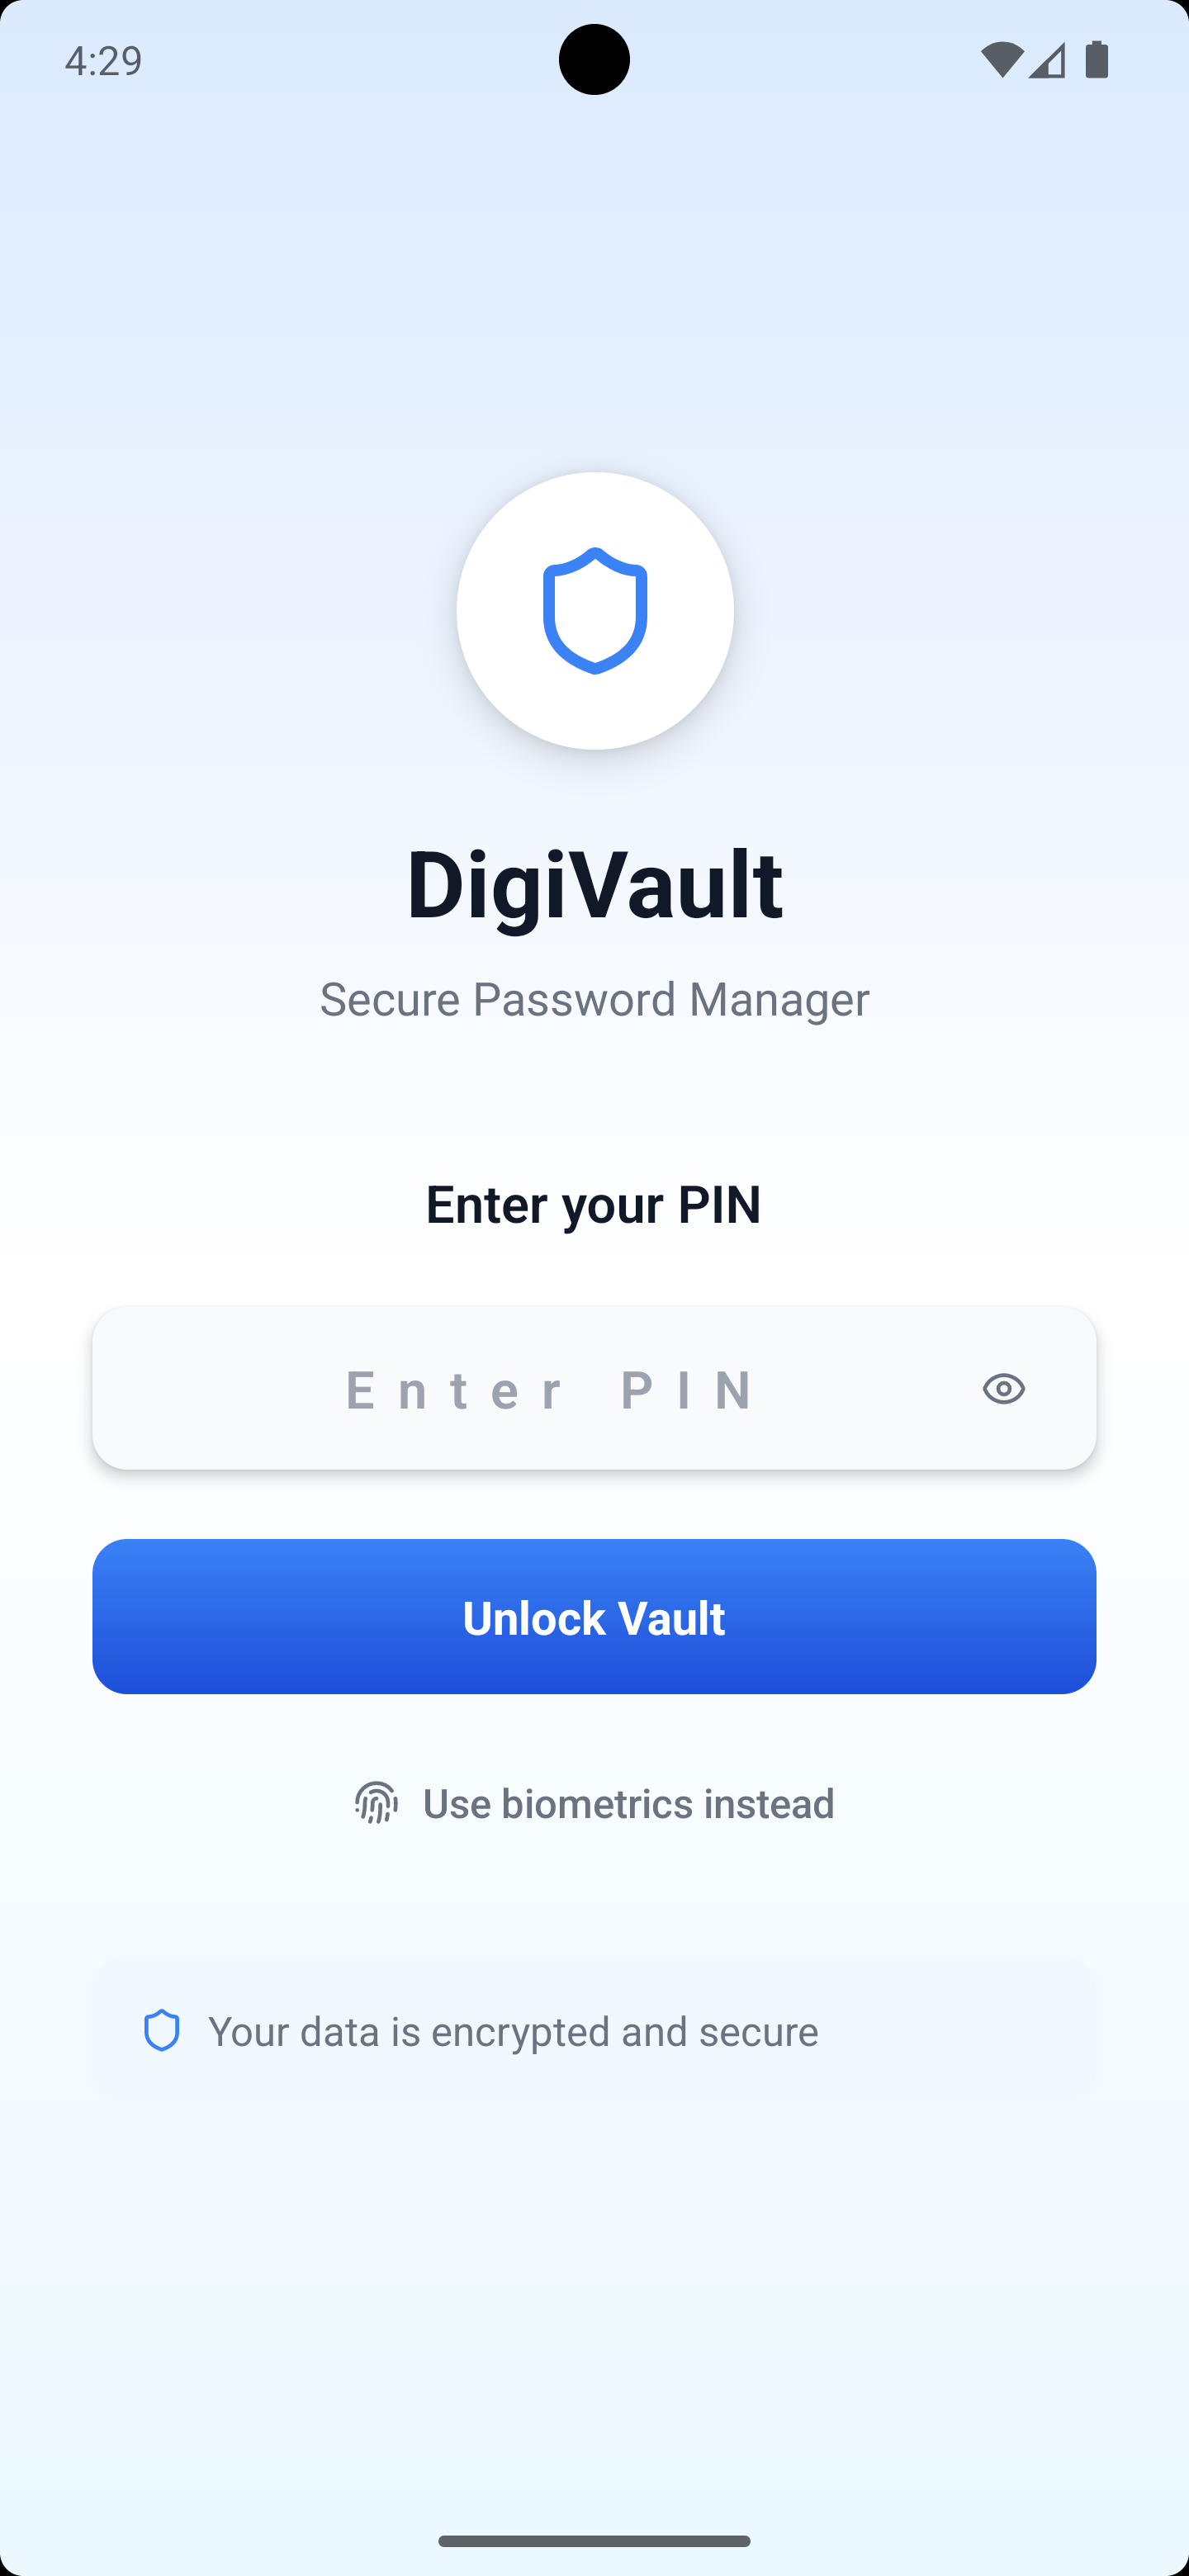 4:29
DigiVault
Secure Password Manager
Enter your PIN
Enter PIN
Unlock Vault
Use biometrics instead
Your data is encrypted and secure